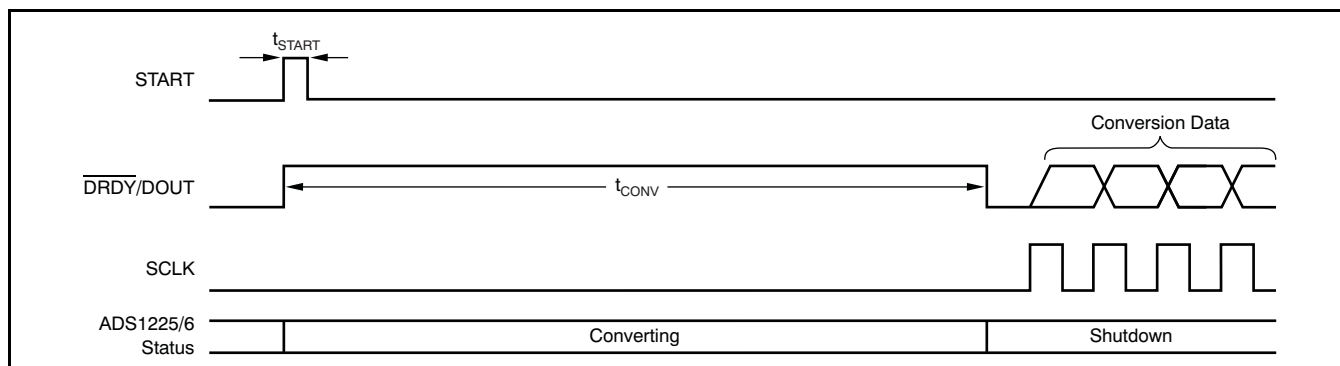 tSTART
START
Conversion Data
DRDY/DOUT
tCONV
SCLK
ADS1225/6
Status
Converting
Shutdown